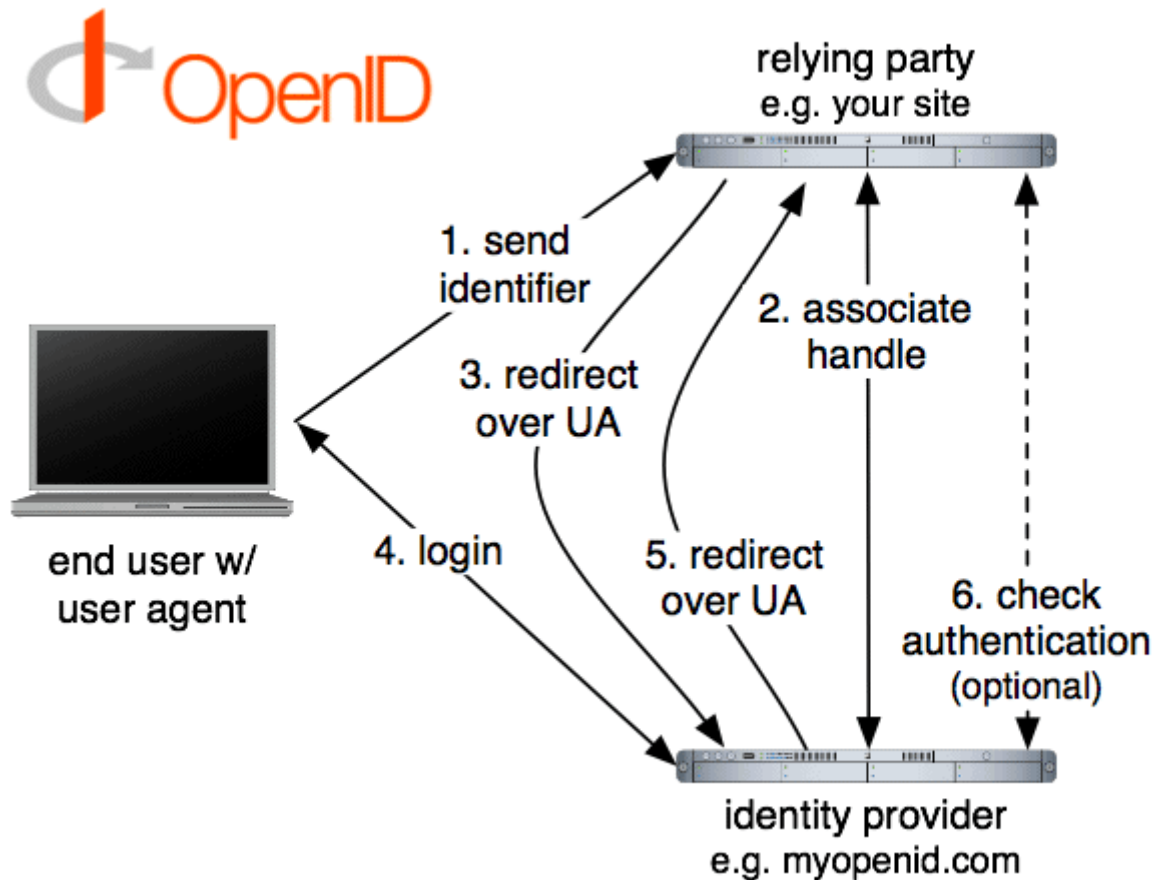 OpenID
relying party
e.g. your site
1. send
identifier
2. associate
handle
3. redirect
over UA
4. login
5. redirect
over UA
6. check
authentication
(optional)
end user w/
user agent
identity provider
e.g. myopenid.com